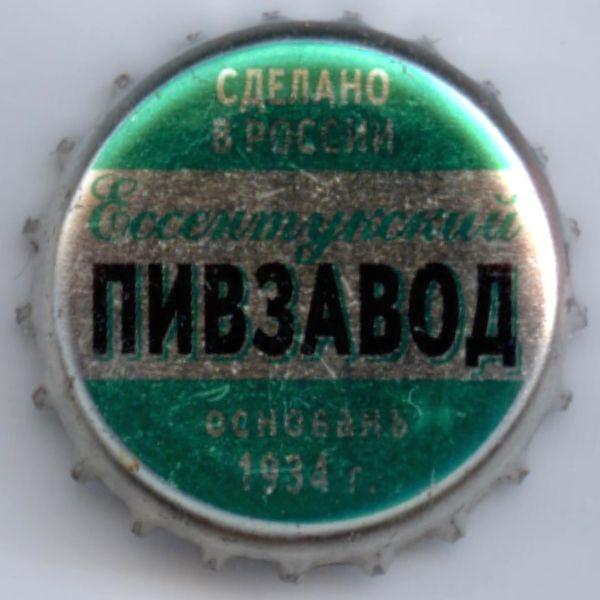 СДЕЛАНО
В РОССИИ
Ессентукский
ПИВЗАВОД
основанъ
1934 г.